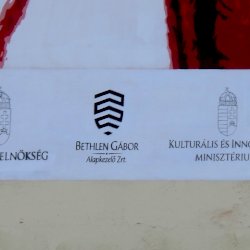 ELNÖKSÉG
BETHLEN GÁBOR
Alapkezelő Zrt.
KULTURÁLIS ÉS INNO
MINISZTÉRIU